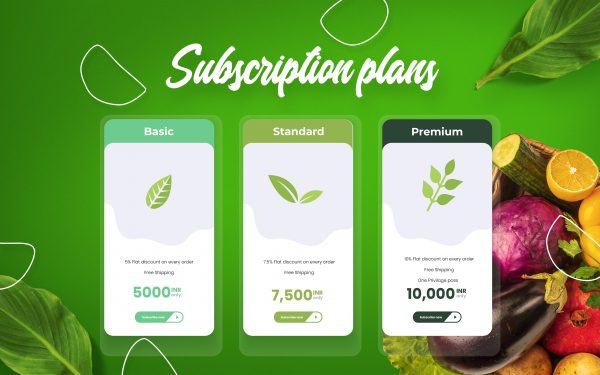 Subscription plans
Basic
5% Flat discount on every order
Free Shipping
5000 INR only
Subscribe now
Standard
7.5% Flat discount on every order
Free Shipping
7,500 INR only
Subscribe now
Premium
10% Flat discount on every order
Free Shipping
One Privilage pass
10,000 INR only
Subscribe now